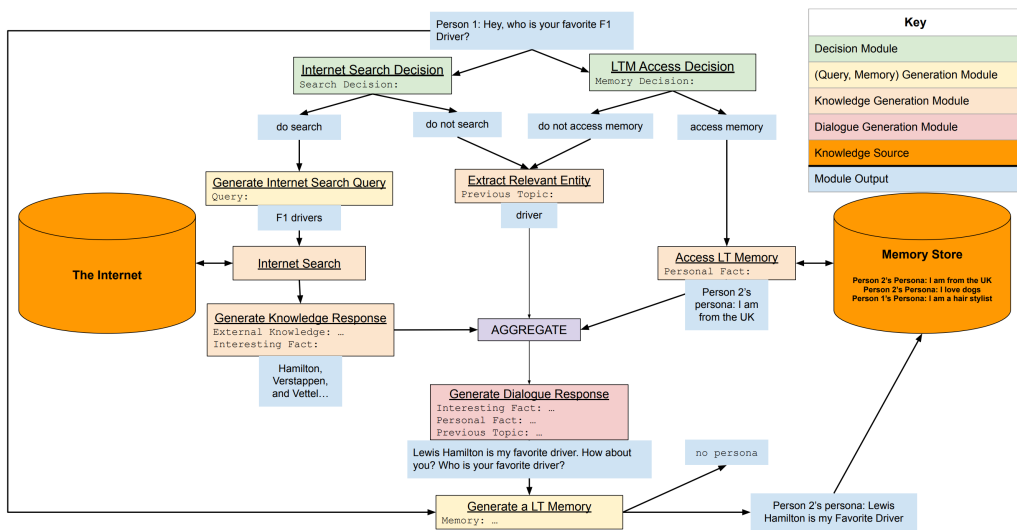 Person 1: Hey, who is your favorite F1
Driver?
Key
Decision Module
(Query, Memory) Generation Module
Knowledge Generation Module
Dialogue Generation Module
Knowledge Source
Module Output
Internet Search Decision
Search Decision:
LTM Access Decision
Memory Decision:
do search
do not search
do not access memory
access memory
Generate Internet Search Query
Query:
Extract Relevant Entity
Previous Topic:
F1 drivers
driver
The Internet
Internet Search
Access LT Memory
Personal Fact:
Memory Store
Person 2's Persona: I am from the UK
Person 2's Persona: I love dogs
Person 1's Persona: I am a hair stylist
Person 2's
persona: I am
from the UK
Generate Knowledge Response
External Knowledge: …
Interesting Fact:
AGGREGATE
Hamilton,
Verstappen,
and Vettel…
Generate Dialogue Response
Interesting Fact: …
Personal Fact: …
Previous Topic: …
Lewis Hamilton is my favorite driver. How about
you? Who is your favorite driver?
no persona
Generate a LT Memory
Memory: …
Person 2's persona: Lewis
Hamilton is my Favorite Driver